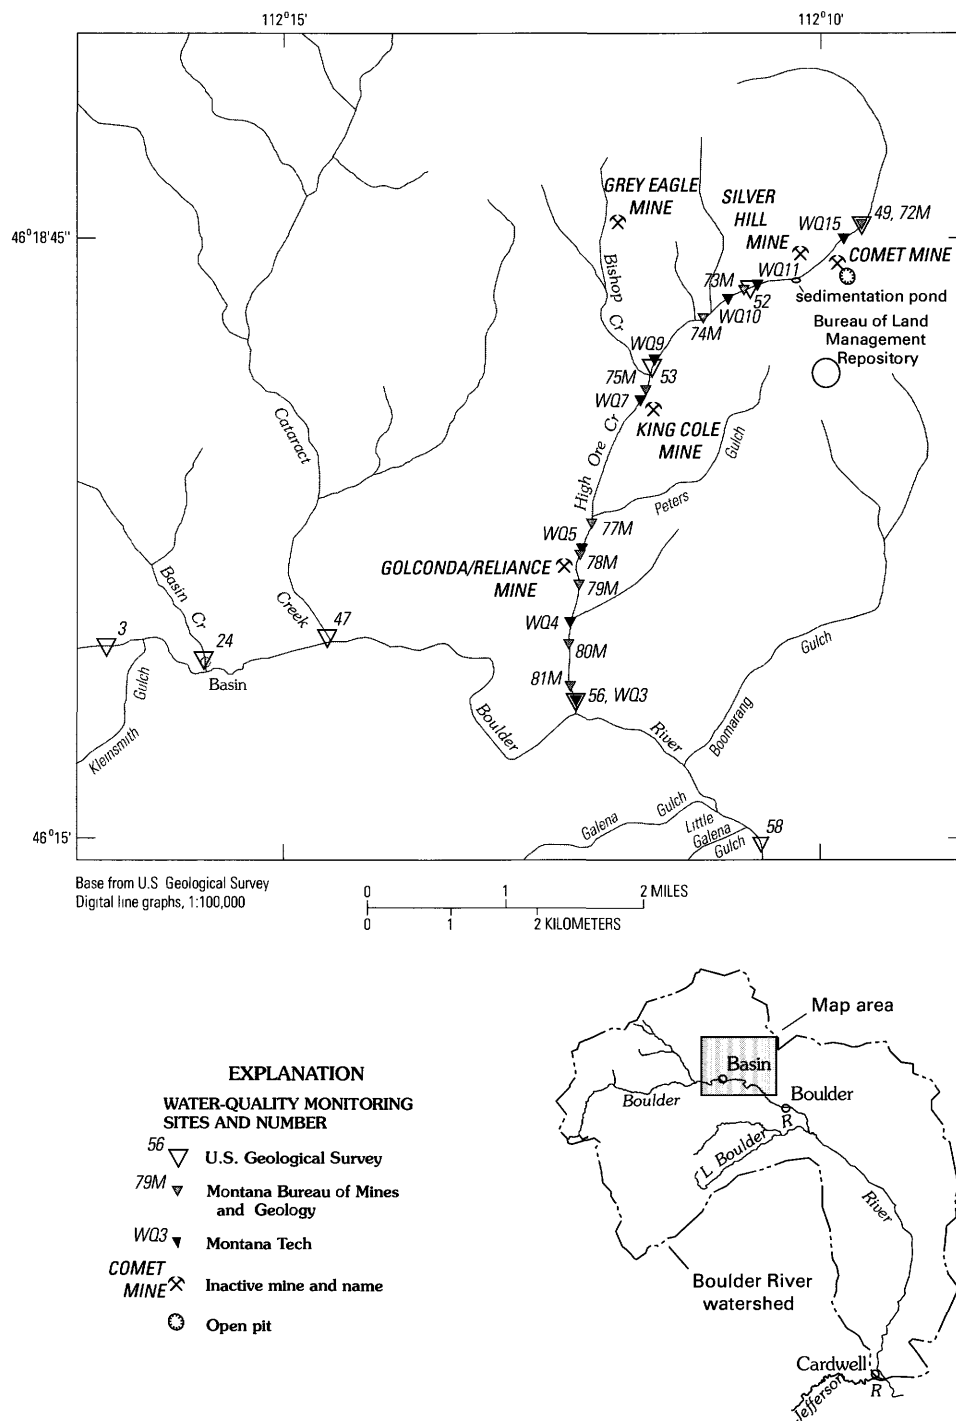 112°15'
112°10'
46°18'45"
GREY EAGLE
MINE
SILVER
HILL
MINE
WQ15
49, 72M
COMET MINE
Bishop Cr
73M
WQ11
52
WQ10
sedimentation pond
74M
Bureau of Land
Management
Repository
WQ9
75M
53
WQ7
KING COLE
MINE
High Ore Cr
Cataract
Creek
Peters
Gulch
77M
WQ5
78M
GOLCONDA/RELIANCE
MINE
79M
WQ4
80M
81M
56, WQ3
Basin Cr
3
24
47
Basin
Kleinsmith
Gulch
Boulder
River
Boomarang
Gulch
Galena
Gulch
Little
Galena
Gulch
58
46°15'
Base from U.S Geological Survey
Digital line graphs, 1:100,000
0 1 2 MILES
0 1 2 KILOMETERS
Map area
Basin
Boulder
Boulder
R
L Boulder
River
Boulder River
watershed
Cardwell
Jefferson
R
EXPLANATION
WATER-QUALITY MONITORING
SITES AND NUMBER
56 U.S. Geological Survey
79M Montana Bureau of Mines
and Geology
WQ3 Montana Tech
COMET
MINE Inactive mine and name
Open pit